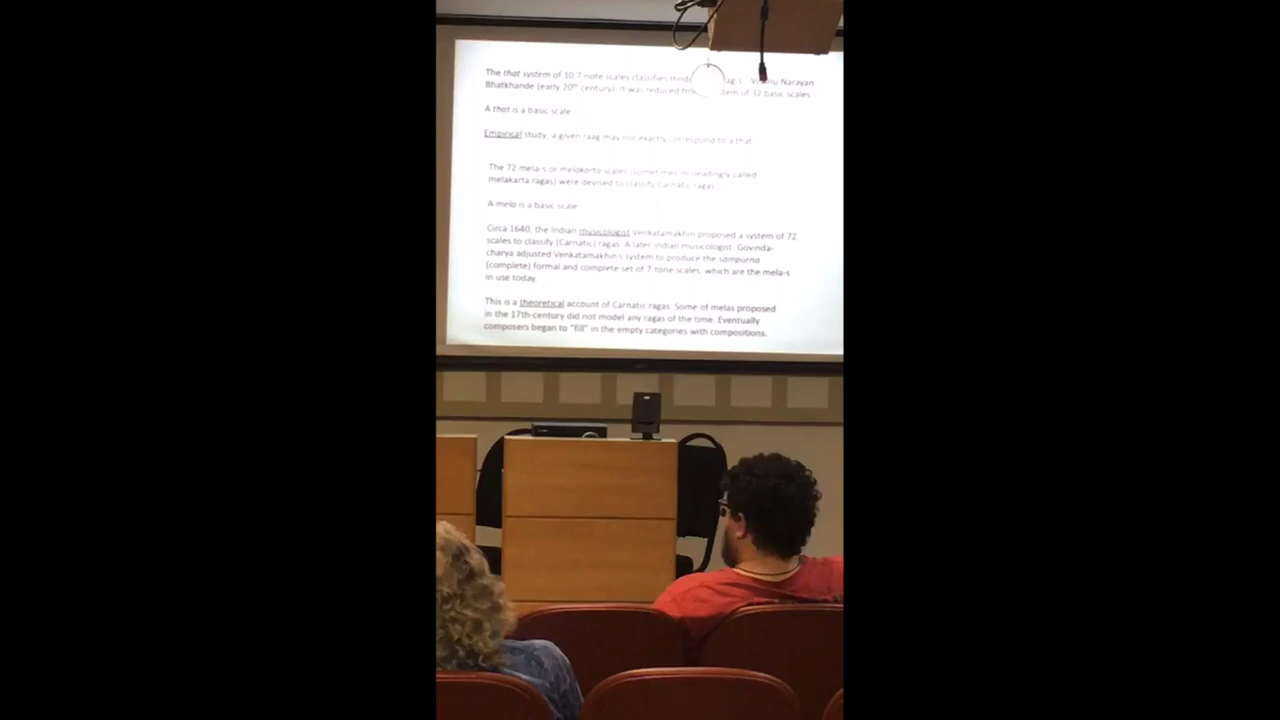 The that system of 10 7-note scales classifies Vishnu Narayan
Bhatkhande (early 20th century). It was reduced of 32 basic scales
A that is a basic scale
Empirical study, a given raag may not exactly correspond to a that
The 72 mela-s or melakarta scales (sometimes misleadingly called
melakarta ragas) were devised to classify Carnatic ragas
A mela is a basic scale
Circa 1640, the Indian musicologist Venkatamakhin proposed a system of 72
scales to classify (Carnatic) ragas. A later Indian musicologist, Govinda-
charya adjusted Venkatamakhin's system to produce the sampurna
(complete) formal and complete set of 7-tone scales, which are the mela-s
in use today.
This is a theoretical account of Carnatic ragas. Some of melas proposed
in the 17th-century did not model any ragas of the time. Eventually
composers began to "fill" in the empty categories with compositions.